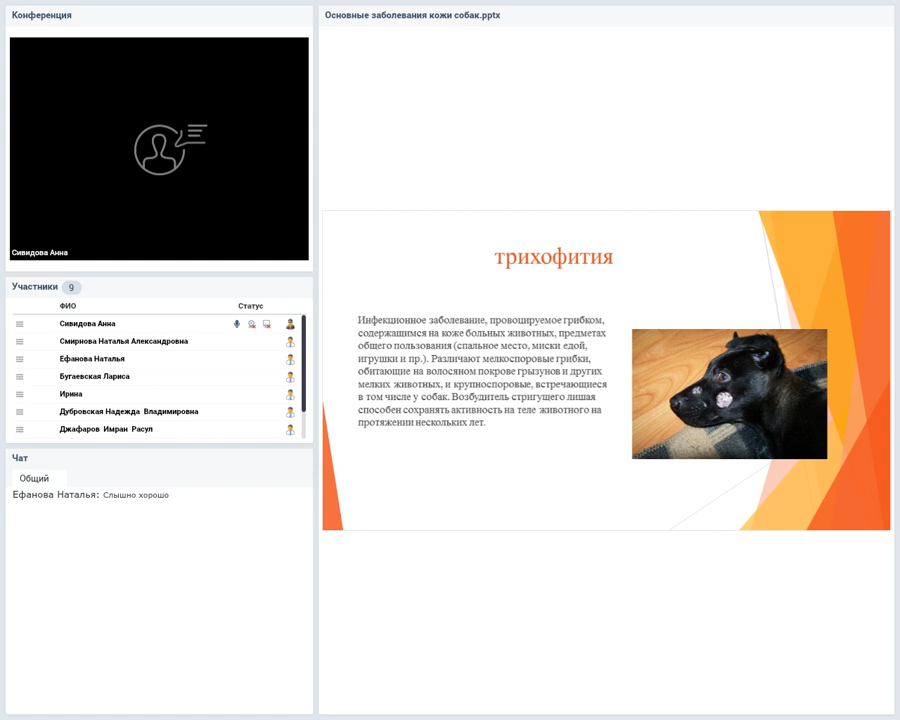 Конференция
Сивидова Анна
Участники 9
ФИО Статус
Сивидова Анна
Смирнова Наталья Александровна
Ефанова Наталья
Бугаевская Лариса
Ирина
Дубровская Надежда Владимировна
Джафаров Имран Расул
Чат
Общий
Ефанова Наталья: Слышно хорошо
Основные заболевания кожи собак.pptx
трихофития
Инфекционное заболевание, провоцируемое грибком,
содержащимся на коже больных животных, предметах
общего пользования (спальное место, миски едой,
игрушки и пр.). Различают мелкоспоровые грибки,
обитающие на волосяном покрове грызунов и других
мелких животных, и крупноспоровые, встречающиеся
в том числе у собак. Возбудитель стригущего лишая
способен сохранять активность на теле животного на
протяжении нескольких лет.